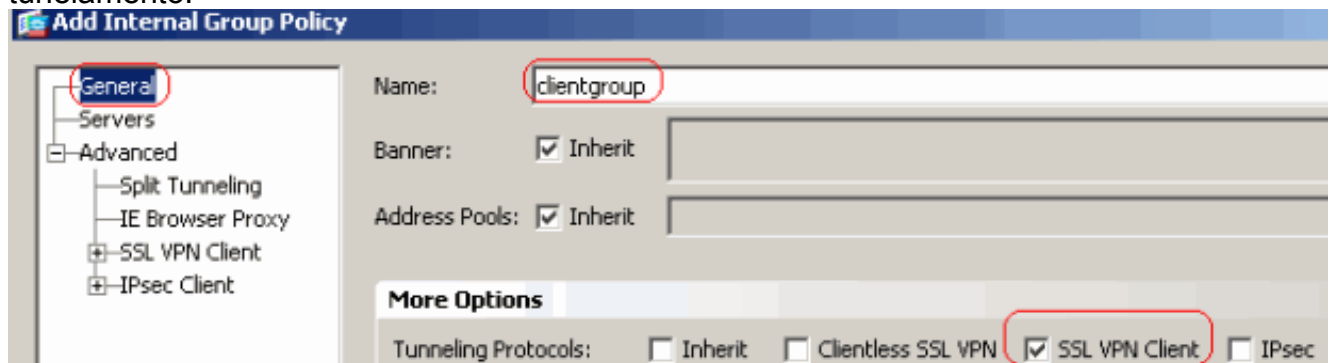 tunelamento.
Add Internal Group Policy
General
Servers
Advanced
Split Tunneling
IE Browser Proxy
SSL VPN Client
IPsec Client
Name: clientgroup
Banner: Inherit
Address Pools: Inherit
More Options
Tunneling Protocols: Inherit Clientless SSL VPN SSL VPN Client IPsec